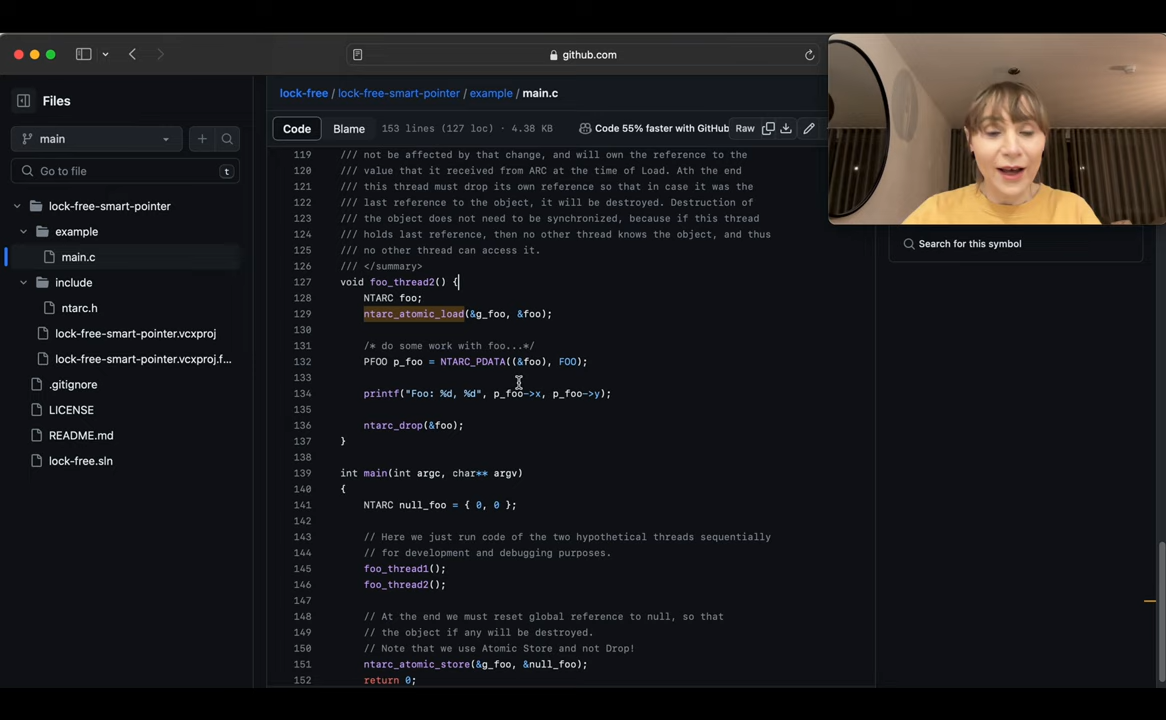 github.com
Files
main
Go to file
t
lock-free-smart-pointer
example
main.c
include
ntarc.h
lock-free-smart-pointer.vcxproj
lock-free-smart-pointer.vcxproj.f...
.gitignore
LICENSE
README.md
lock-free.sln
lock-free / lock-free-smart-pointer / example / main.c
Code Blame 153 lines (127 loc) · 4.38 KB Code 55% faster with GitHub Raw
119 /// not be affected by that change, and will own the reference to the
120 /// value that it received from ARC at the time of Load. Ath the end
121 /// this thread must drop its own reference so that in case it was the
122 /// last reference to the object, it will be destroyed. Destruction of
123 /// the object does not need to be synchronized, because if this thread
124 /// holds last reference, then no other thread knows the object, and thus
125 /// no other thread can access it.
126 /// </summary>
127 void foo_thread2() {
128 NTARC foo;
129 ntarc_atomic_load(&g_foo, &foo);
130
131 /* do some work with foo...*/
132 PFOO p_foo = NTARC_PDATA((&foo), FOO);
133
134 printf("Foo: %d, %d", p_foo->x, p_foo->y);
135
136 ntarc_drop(&foo);
137 }
138
139 int main(int argc, char** argv)
140 {
141 NTARC null_foo = { 0, 0 };
142
143 // Here we just run code of the two hypothetical threads sequentially
144 // for development and debugging purposes.
145 foo_thread1();
146 foo_thread2();
147
148 // At the end we must reset global reference to null, so that
149 // the object if any will be destroyed.
150 // Note that we use Atomic Store and not Drop!
151 ntarc_atomic_store(&g_foo, &null_foo);
152 return 0;
Search for this symbol